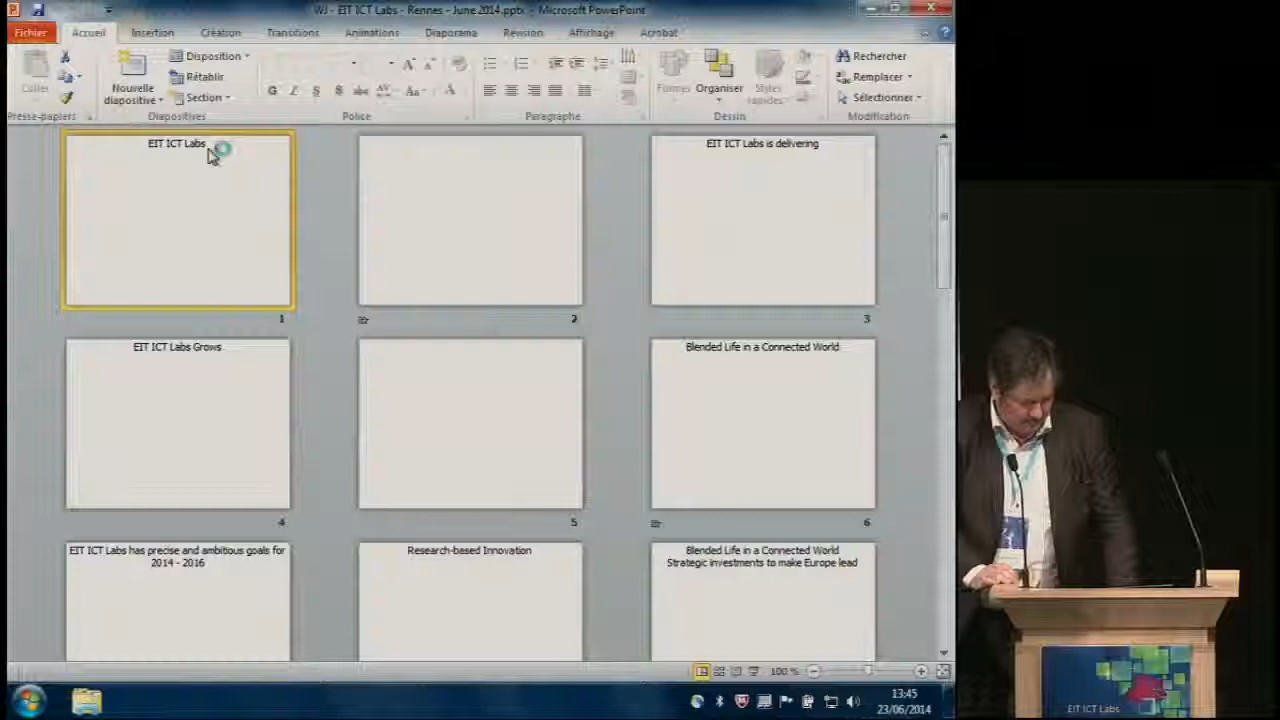 WJ - EIT ICT Labs - Rennes - June 2014.pptx - Microsoft PowerPoint
Fichier Accueil Insertion Création Transitions Animations Diaporama Révision Affichage Acrobat
Coller
Nouvelle diapositive
Disposition
Rétablir
Section
G I S S abc AV Aa A
Formes
Organiser
Styles rapides
Rechercher
Remplacer
Sélectionner
Presse-papiers Diapositives Police Paragraphe Dessin Modification
EIT ICT Labs
1
2
EIT ICT Labs is delivering
3
EIT ICT Labs Grows
4
5
Blended Life in a Connected World
6
EIT ICT Labs has precise and ambitious goals for
2014 - 2016
Research-based Innovation
Blended Life in a Connected World
Strategic investments to make Europe lead
100 %
13:45
23/06/2014
EIT ICT Labs